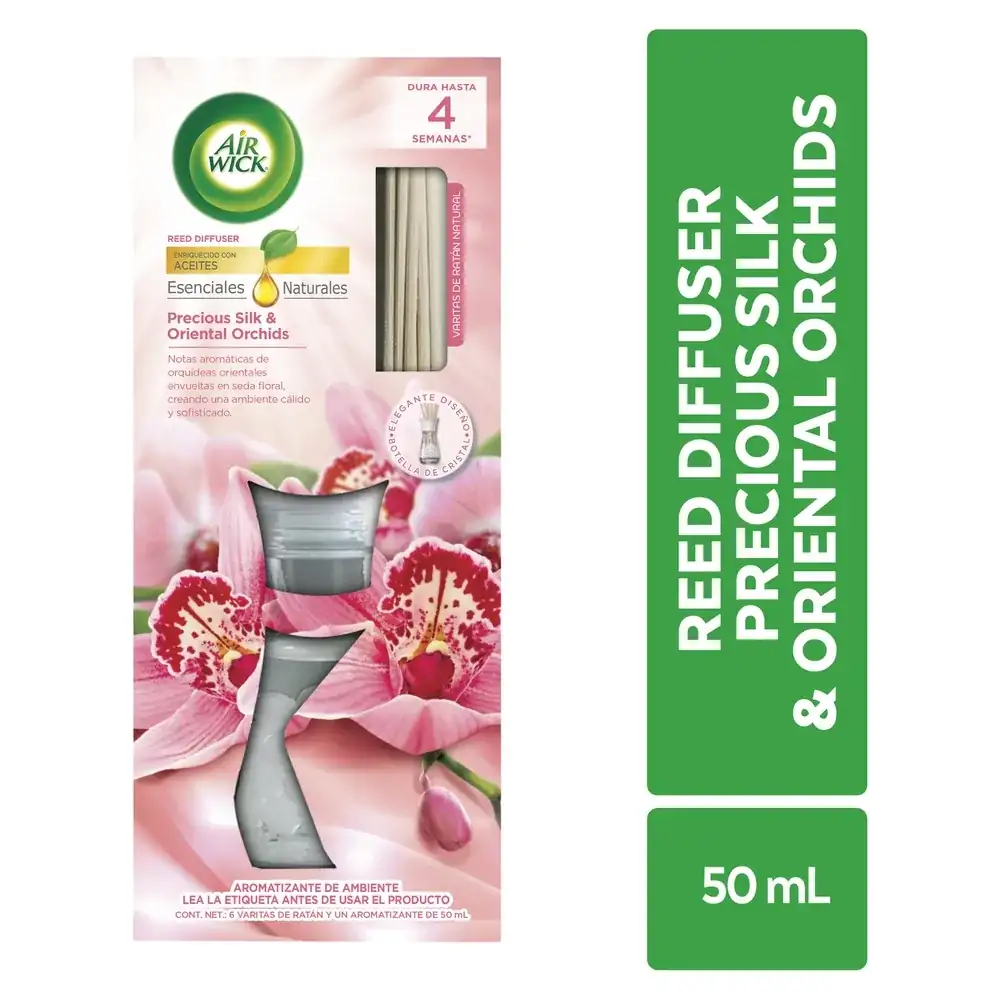 AIR
WICK®
DURA HASTA
4
SEMANAS*
VARITAS DE RATÁN NATURAL
REED DIFFUSER
ENRIQUECIDO CON
ACEITES
Esenciales Naturales
Precious Silk &
Oriental Orchids
Notas aromáticas de
orquídeas orientales
envueltas en seda floral,
creando una ambiente cálido
y sofisticado.
•ELEGANTE DISEÑO•
BOTELLA DE CRISTAL
AROMATIZANTE DE AMBIENTE
LEA LA ETIQUETA ANTES DE USAR EL PRODUCTO
CONT. NET.: 6 VARITAS DE RATÁN Y UN AROMATIZANTE DE 50 mL
REED DIFFUSER
PRECIOUS SILK
& ORIENTAL ORCHIDS
50 mL